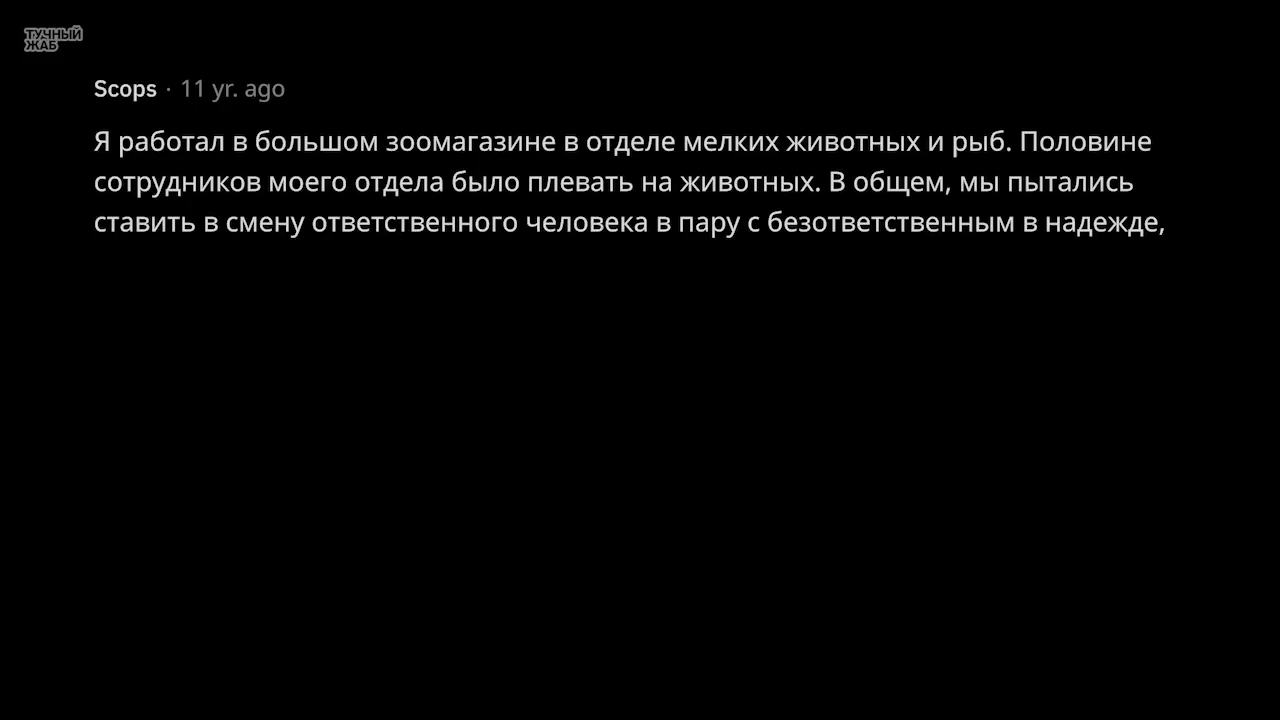 ТУЧНЫЙ
ЖАБ
Scops · 11 yr. ago
Я работал в большом зоомагазине в отделе мелких животных и рыб. Половине
сотрудников моего отдела было плевать на животных. В общем, мы пытались
ставить в смену ответственного человека в пару с безответственным в надежде,